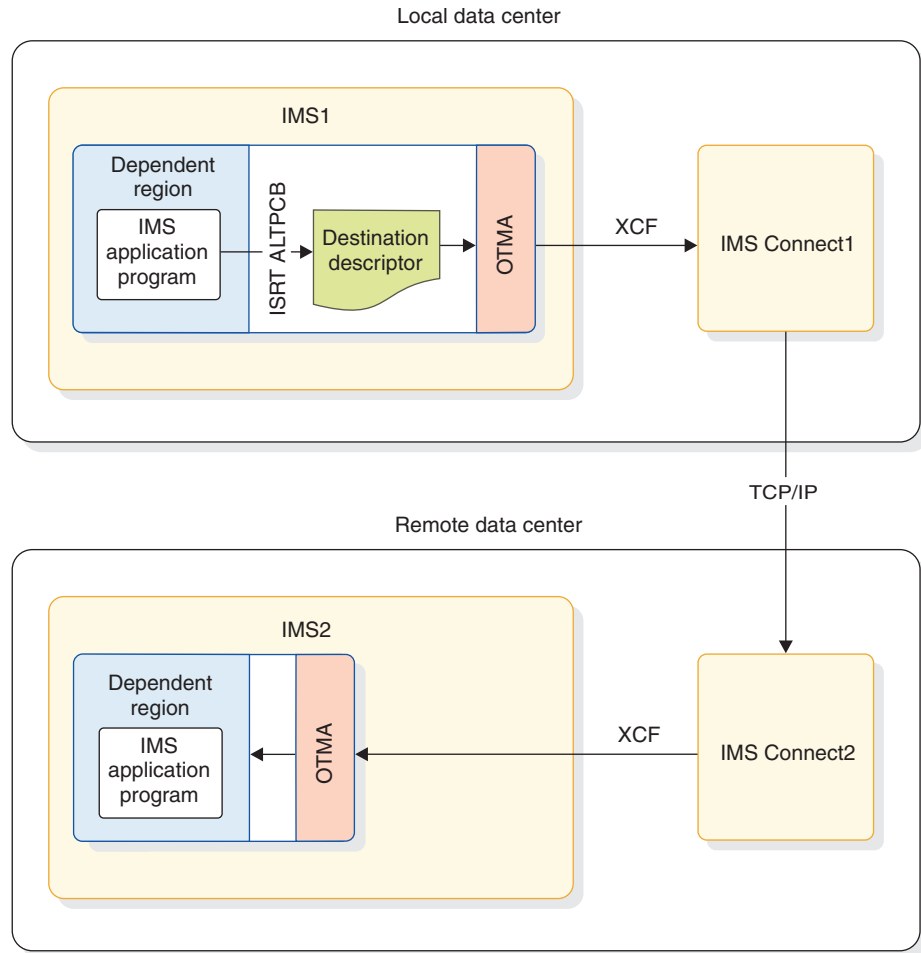 Local data center
IMS1
Dependent
region
IMS
application
program
ISRT ALTPCB
Destination
descriptor
OTMA
XCF
IMS Connect1
TCP/IP
Remote data center
IMS2
Dependent
region
IMS
application
program
OTMA
XCF
IMS Connect2